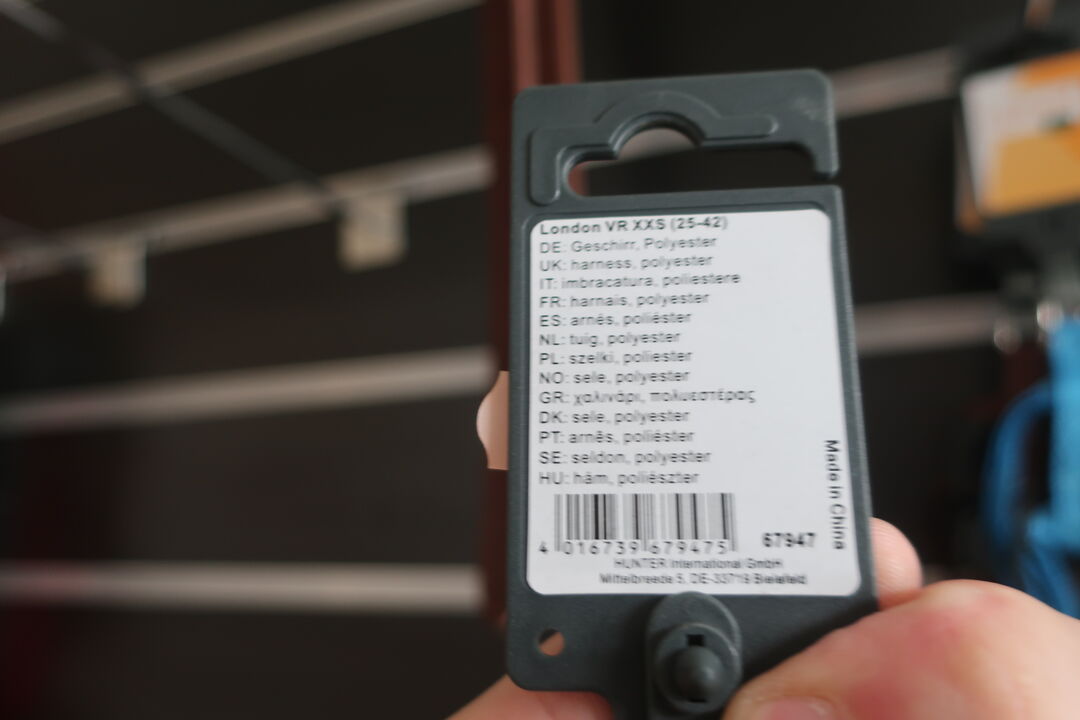 London VR XXS (25-42)
DE: Geschirr, Polyester
UK: harness, polyester
IT: imbracatura, poliestere
FR: harnais, polyester
ES: arnés, poliéster
NL: tuig, polyester
PL: szelki, poliester
NO: sele, polyester
GR: χαλινάρι, πολυεστέρας
DK: sele, polyester
PT: arnês, poliéster
SE: seldon, polyester
HU: hám, poliészter
Made in China
4 016739 679475
67947
HUNTER International GmbH
Mittelbreede 5, DE-33719 Bielefeld